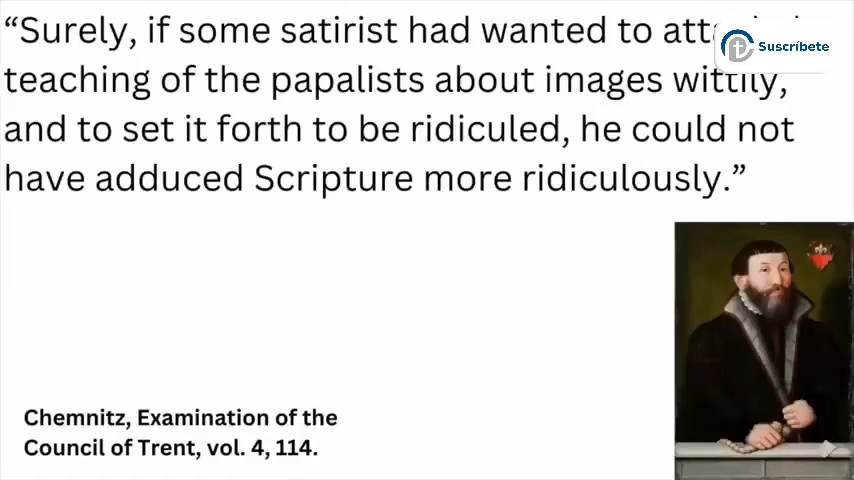 “Surely, if some satirist had wanted to
Suscríbete
teaching of the papalists about images wittily,
and to set it forth to be ridiculed, he could not
have adduced Scripture more ridiculously.”
Chemnitz, Examination of the
Council of Trent, vol. 4, 114.